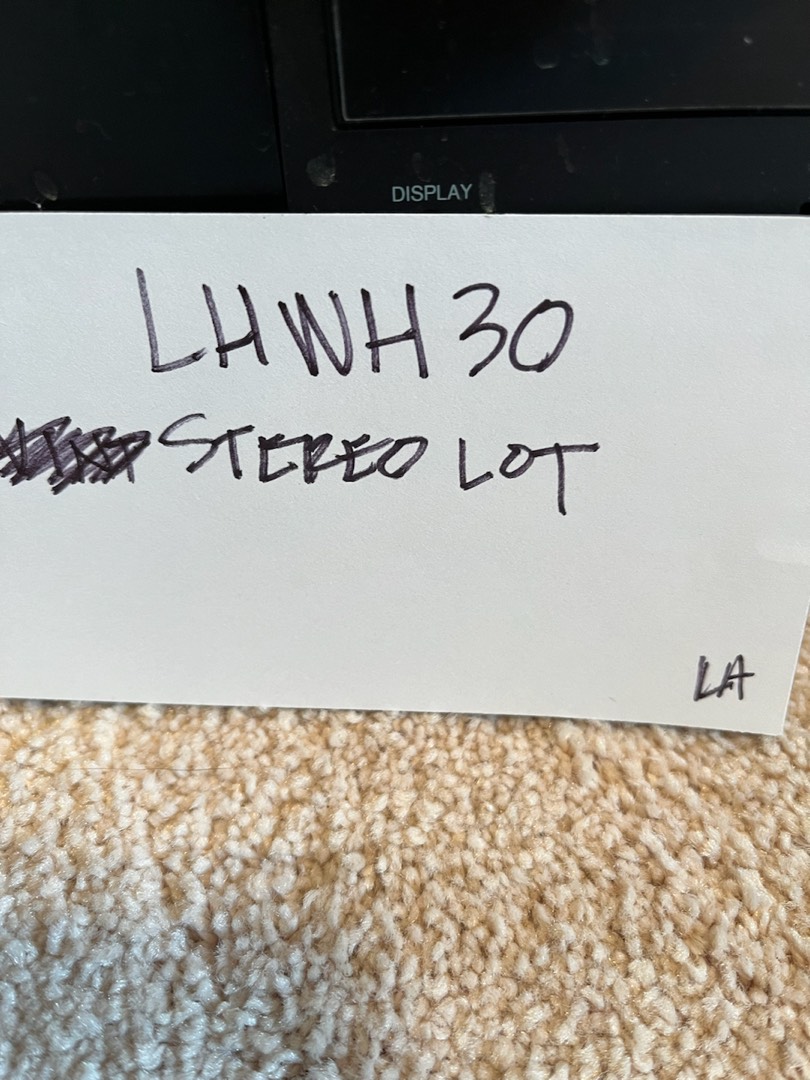 DISPLAY
LHWH30
STEREO LOT
LA